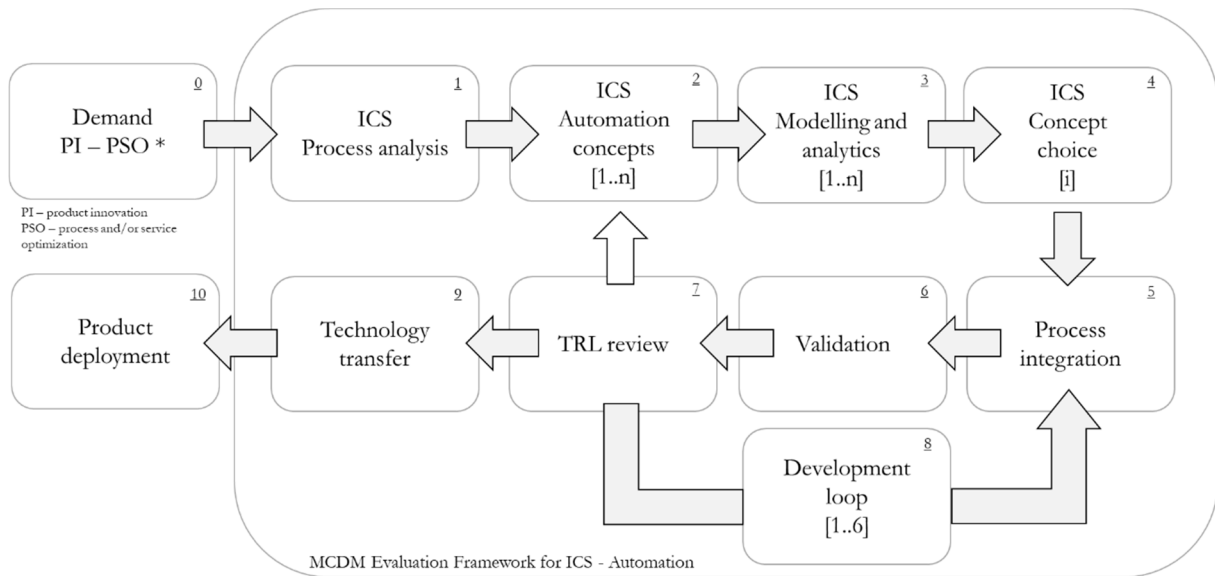 0
Demand
PI – PSO *
1
ICS
Process analysis
2
ICS
Automation
concepts
[1..n]
3
ICS
Modelling and
analytics
[1..n]
4
ICS
Concept
choice
[i]
PI – product innovation
PSO – process and/or service
optimization
10
Product
deployment
9
Technology
transfer
7
TRL review
6
Validation
5
Process
integration
8
Development
loop
[1..6]
MCDM Evaluation Framework for ICS - Automation